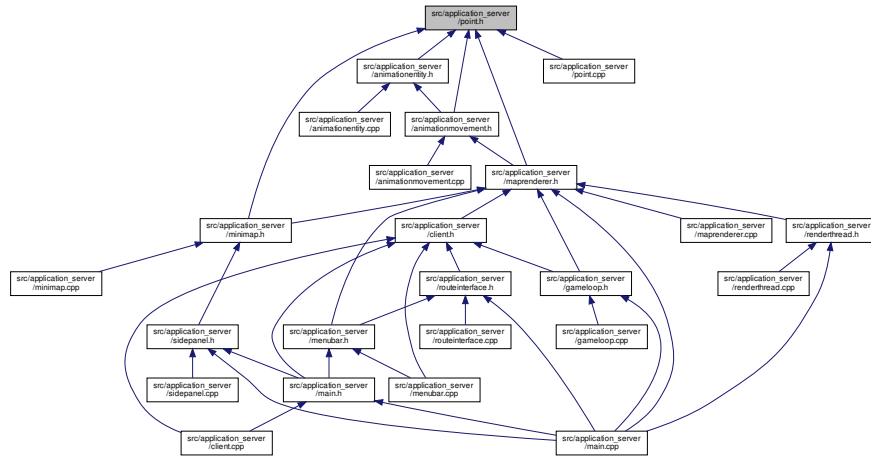 src/application_server
/point.h
src/application_server
/animationentity.h
src/application_server
/point.cpp
src/application_server
/animationentity.cpp
src/application_server
/animationmovement.h
src/application_server
/animationmovement.cpp
src/application_server
/maprenderer.h
src/application_server
/minimap.h
src/application_server
/client.h
src/application_server
/maprenderer.cpp
src/application_server
/renderthread.h
src/application_server
/minimap.cpp
src/application_server
/routeinterface.h
src/application_server
/gameloop.h
src/application_server
/renderthread.cpp
src/application_server
/sidepanel.h
src/application_server
/menubar.h
src/application_server
/routeinterface.cpp
src/application_server
/gameloop.cpp
src/application_server
/sidepanel.cpp
src/application_server
/main.h
src/application_server
/menubar.cpp
src/application_server
/client.cpp
src/application_server
/main.cpp